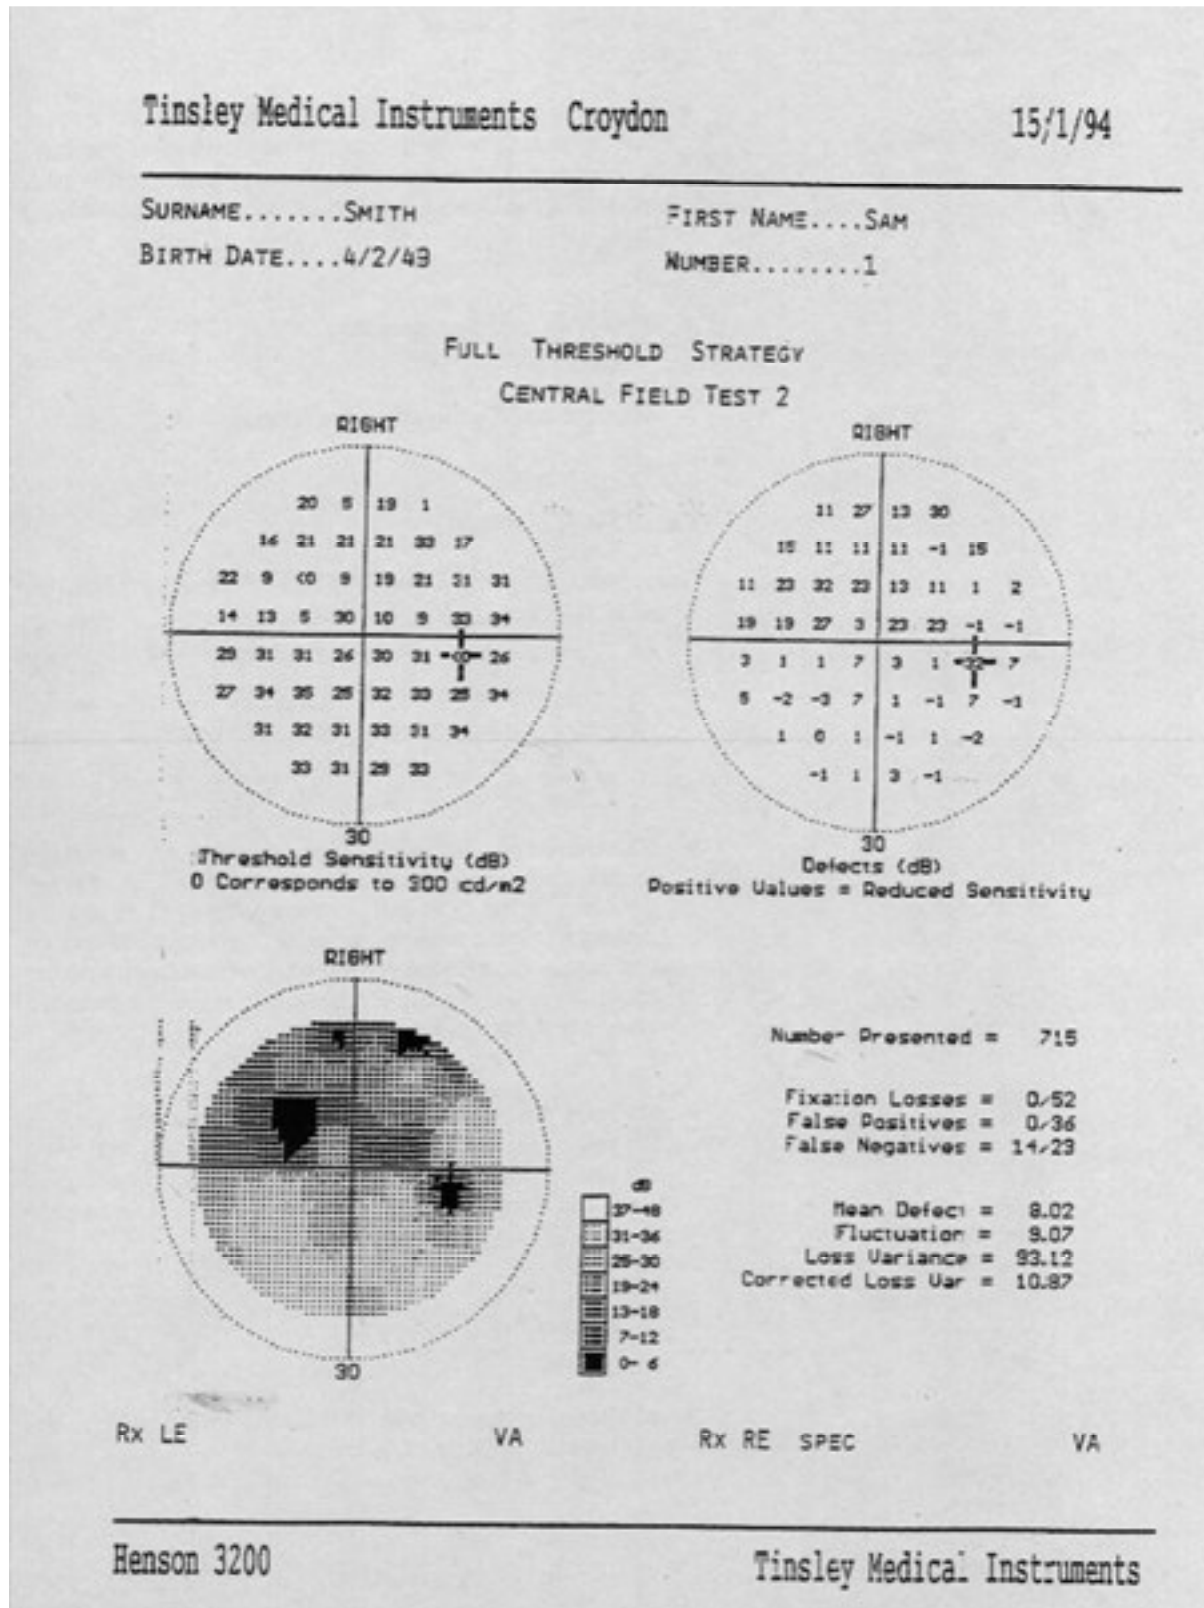 Tinsley Medical Instruments Croydon 15/1/94
SURNAME.......SMITH FIRST NAME....SAM
BIRTH DATE....4/2/49 NUMBER........1
FULL THRESHOLD STRATEGY
CENTRAL FIELD TEST 2
RIGHT RIGHT
20 5 19 1 11 27 13 30
16 21 21 21 33 17 15 11 11 11 -1 15
22 9 <0 9 19 21 31 31 11 23 32 23 13 11 1 2
14 13 5 30 10 9 33 34 19 19 27 3 23 23 -1 -1
29 31 31 26 30 31 <0 26 3 1 1 7 3 1 32 7
27 34 35 25 32 33 25 34 5 -2 -3 7 1 -1 7 -1
31 32 31 33 31 34 1 0 1 -1 1 -2
33 31 29 33 -1 1 3 -1
30 30
Threshold Sensitivity (dB) Defects (dB)
0 Corresponds to 300 cd/m2 Positive Values = Reduced Sensitivity
RIGHT
Number Presented = 715
Fixation Losses = 0/52
False Positives = 0/36
False Negatives = 14/23
dB
37-48
31-36
25-30
19-24
13-18
7-12
0- 6
Mean Defect = 8.02
Fluctuation = 9.07
Loss Variance = 93.12
Corrected Loss Var = 10.87
30
Rx LE VA Rx RE SPEC VA
Henson 3200 Tinsley Medical Instruments